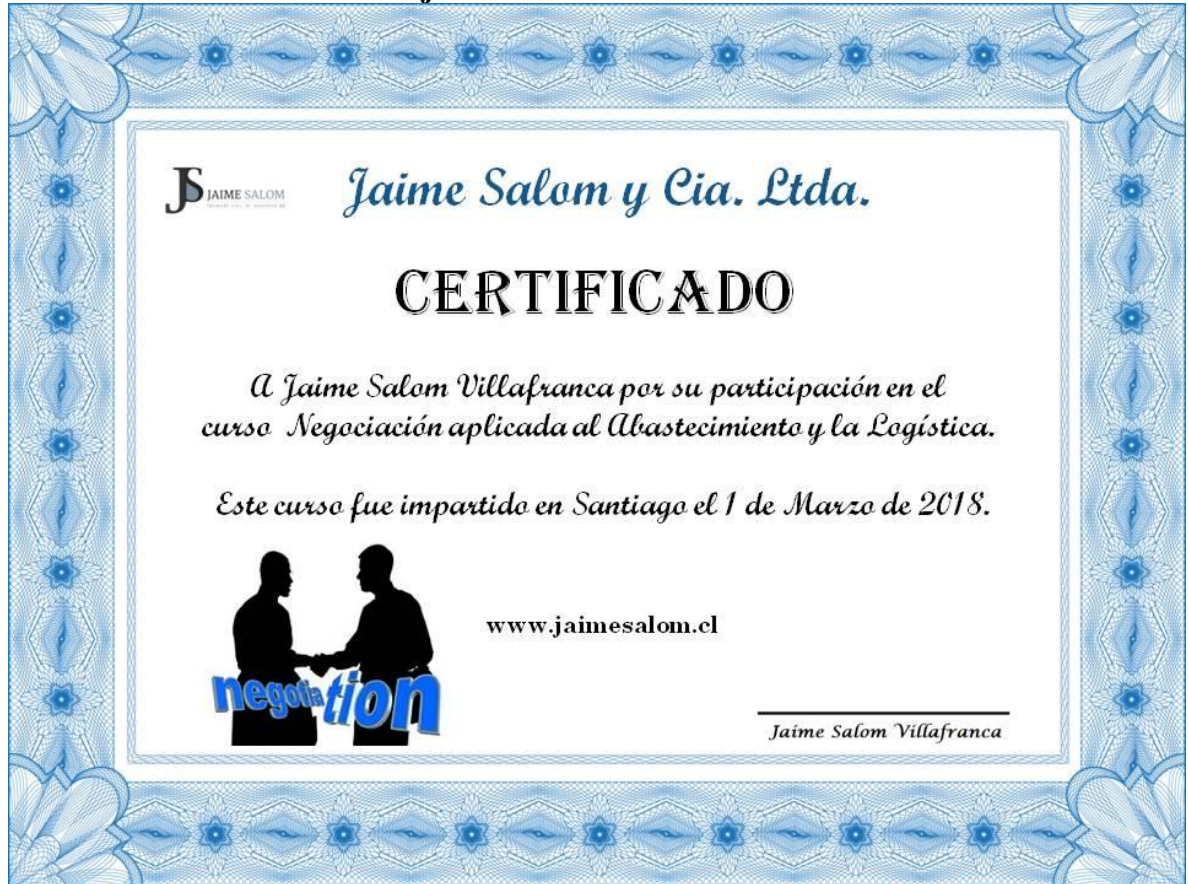 JS JAIME SALOM
Jaime Salom y Cia. Ltda.
CERTIFICADO
A Jaime Salom Villafranca por su participación en el
curso Negociación aplicada al Abastecimiento y la Logística.
Este curso fue impartido en Santiago el 1 de Marzo de 2018.
www.jaimesalom.cl
negotiation
Jaime Salom Villafranca